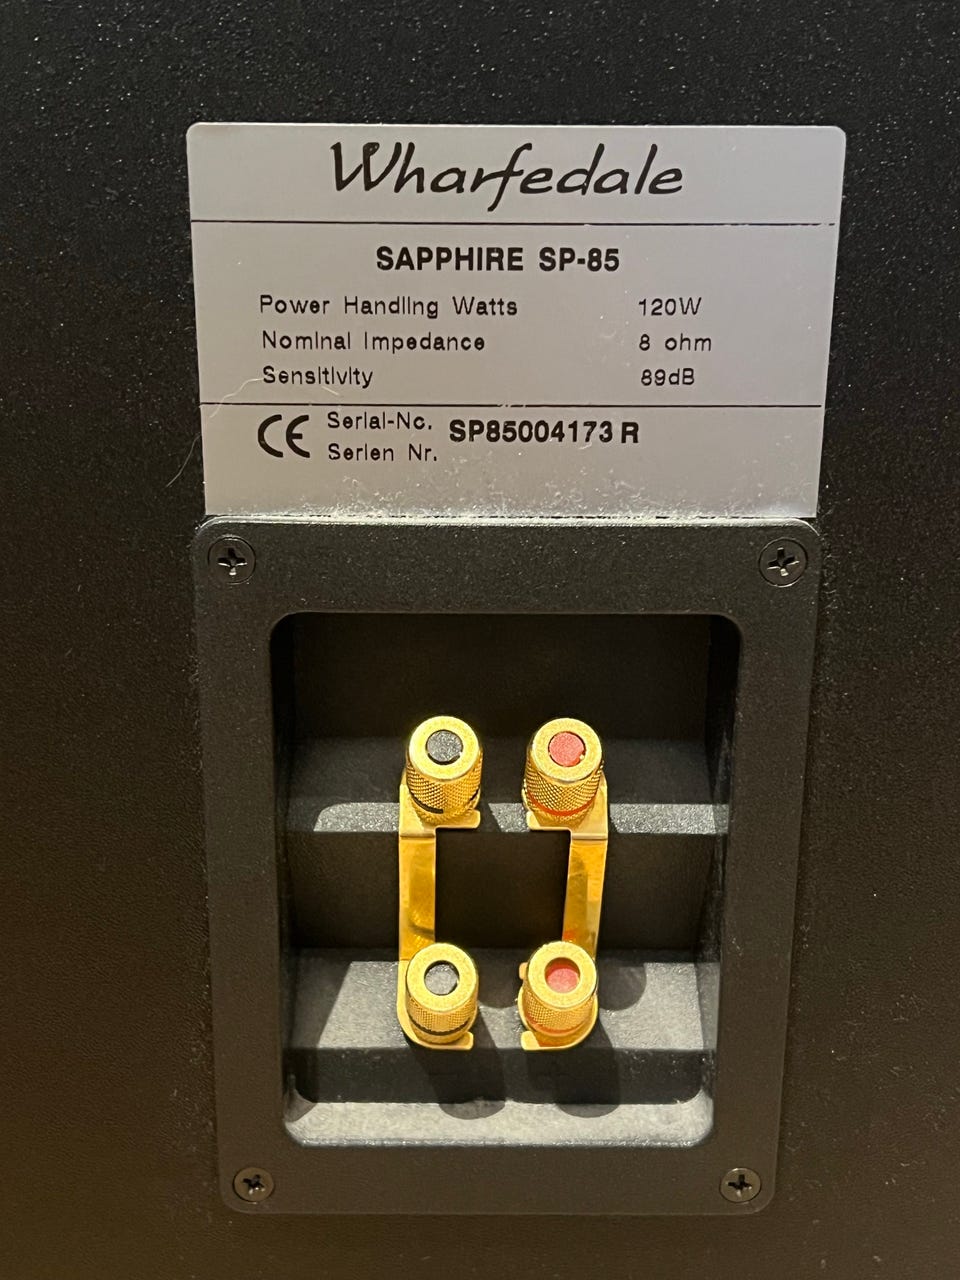 Wharfedale
SAPPHIRE SP-85
Power Handling Watts 120W
Nominal Impedance 8 ohm
Sensitivity 89dB
CE Serial-No. SP85004173 R
Serien Nr.